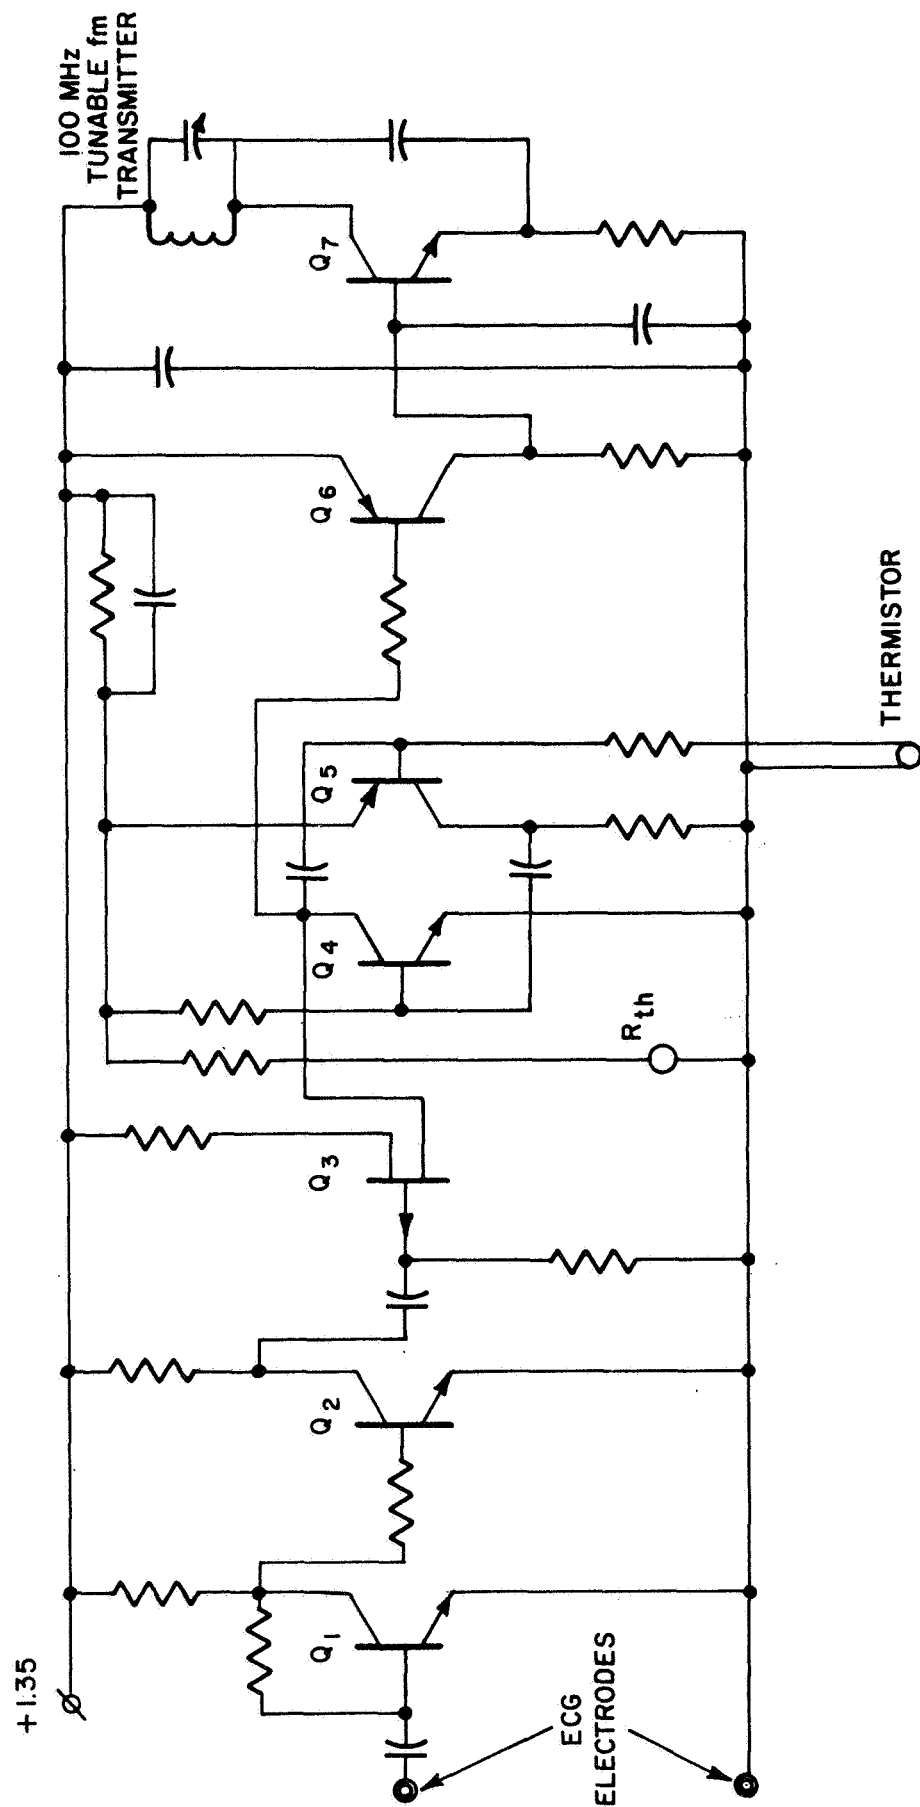 100 MHz
TUNABLE fm
TRANSMITTER
+1.35
Q1
Q2
Q3
Q4
Q5
Q6
Q7
Rth
ECG
ELECTRODES
THERMISTOR